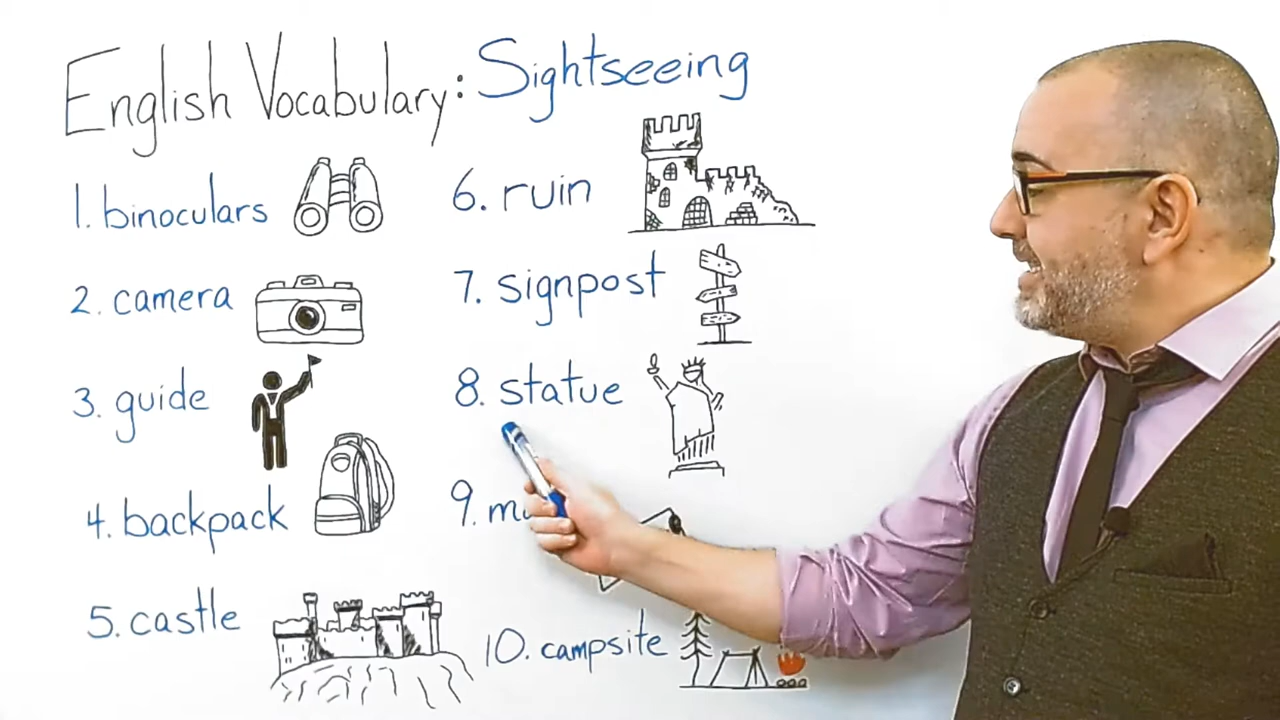 English Vocabulary: Sightseeing
1. binoculars
2. camera
3. guide
4. backpack
5. castle
6. ruin
7. signpost
8. statue
9.
10. campsite